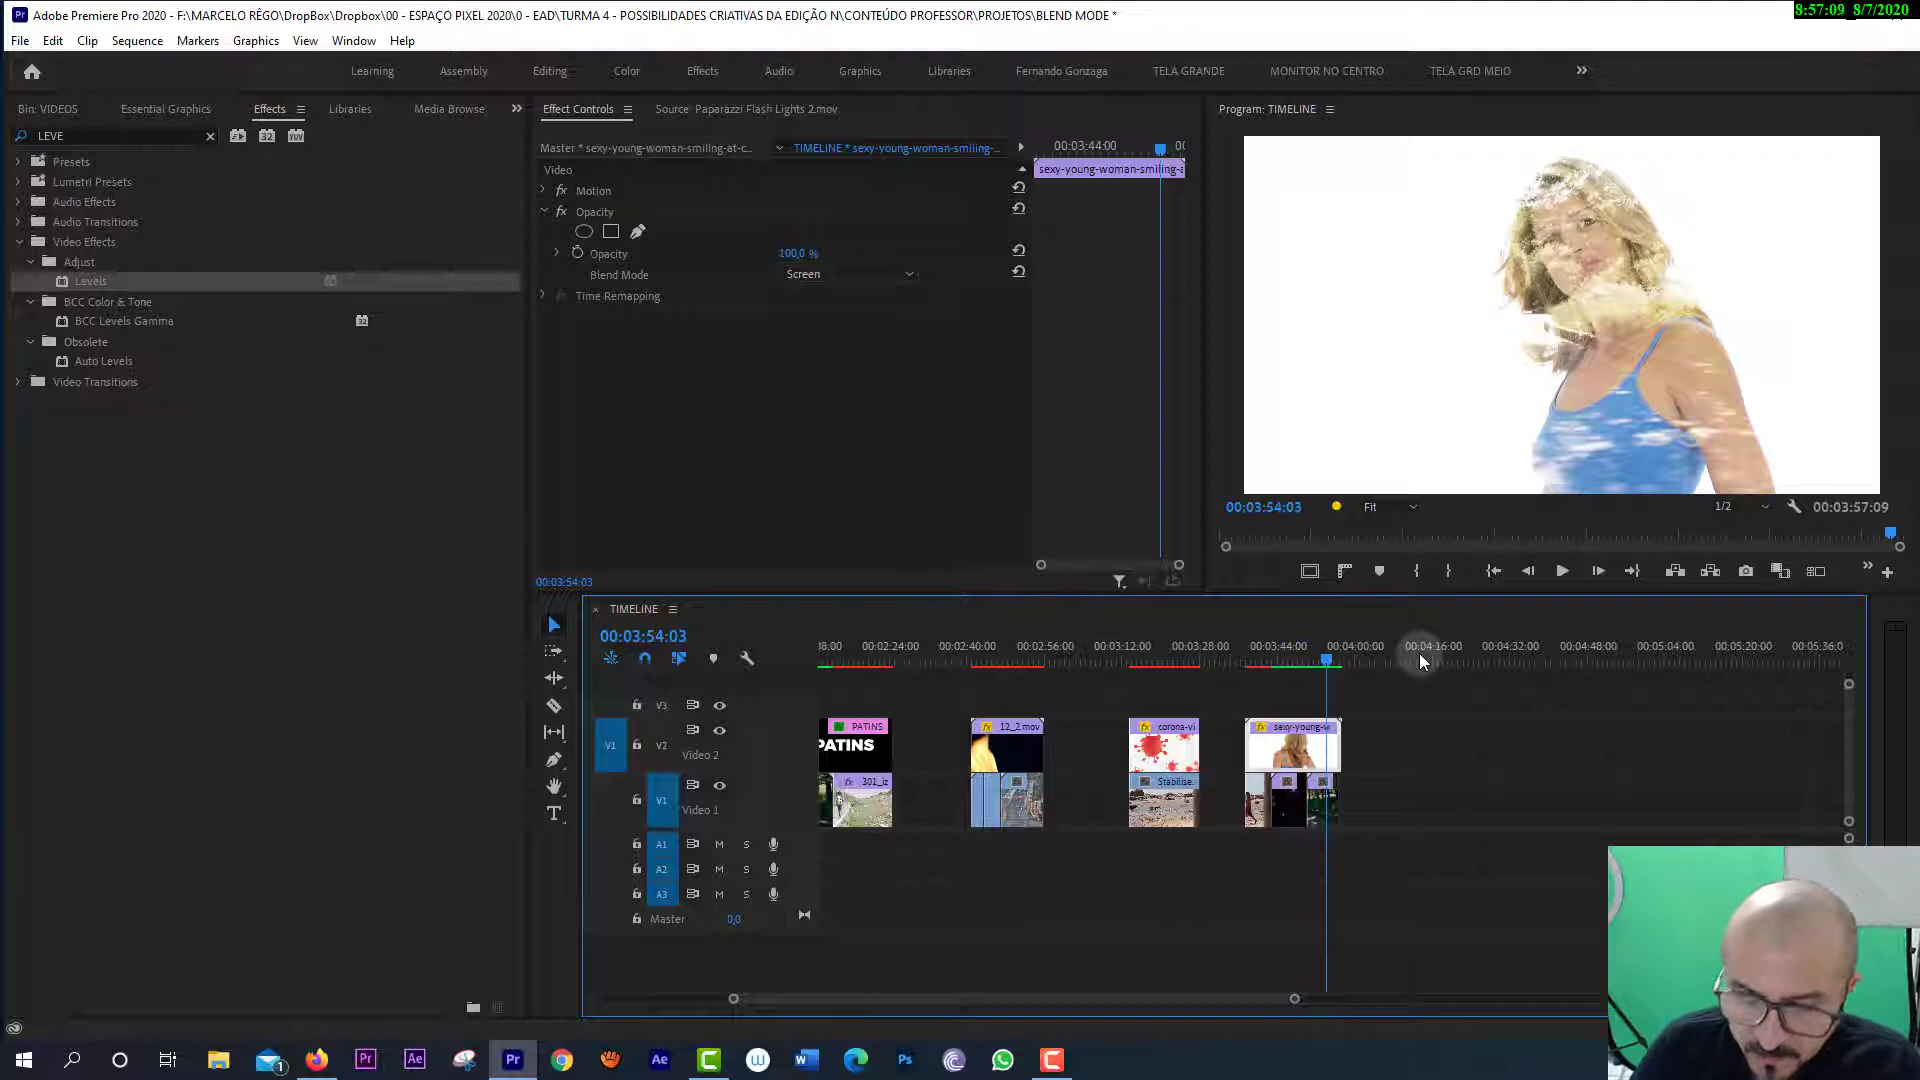 Adobe Premiere Pro 2020 - F:\MARCELO RÊGO\DropBox\Dropbox\00 - ESPAÇO PIXEL 2020\0 - EAD\TURMA 4 - POSSIBILIDADES CRIATIVAS DA EDIÇÃO N\CONTEÚDO PROFESSOR\PROJETOS\BLEND MODE *
8:57:09 8/7/2020
File Edit Clip Sequence Markers Graphics View Window Help
Learning Assembly Editing Color Effects Audio Graphics Libraries Fernando Gonzaga TELA GRANDE MONITOR NO CENTRO TELA GRD MEIO
Bin: VIDEOS Essential Graphics Effects Libraries Media Browse
Effect Controls Source: Paparazzi Flash Lights 2.mov
Program: TIMELINE
LEVE
Presets
Lumetri Presets
Audio Effects
Audio Transitions
Video Effects
Adjust
Levels
BCC Color & Tone
BCC Levels Gamma
Obsolete
Auto Levels
Video Transitions
Master * sexy-young-woman-smiling-at-c... TIMELINE * sexy-young-woman-smiling-... 00:03:44:00
Video
sexy-young-woman-smiling-a
Motion
Opacity
Opacity 100,0 %
Blend Mode Screen
Time Remapping
00:03:54:03
00:03:54:03 Fit 1/2 00:03:57:09
TIMELINE
00:03:54:03
00:02:24:00 00:02:40:00 00:02:56:00 00:03:12:00 00:03:28:00 00:03:44:00 00:04:00:00 00:04:16:00 00:04:32:00 00:04:48:00 00:05:04:00 00:05:20:00 00:05:36:0
V3
V1 V2 Video 2
PATINS 12_2.mov corona-vi sexy-young-w
PATINS
V1 Video 1
301_iz Stabilise.
A1 M S
A2 M S
A3 M S
Master 0,0